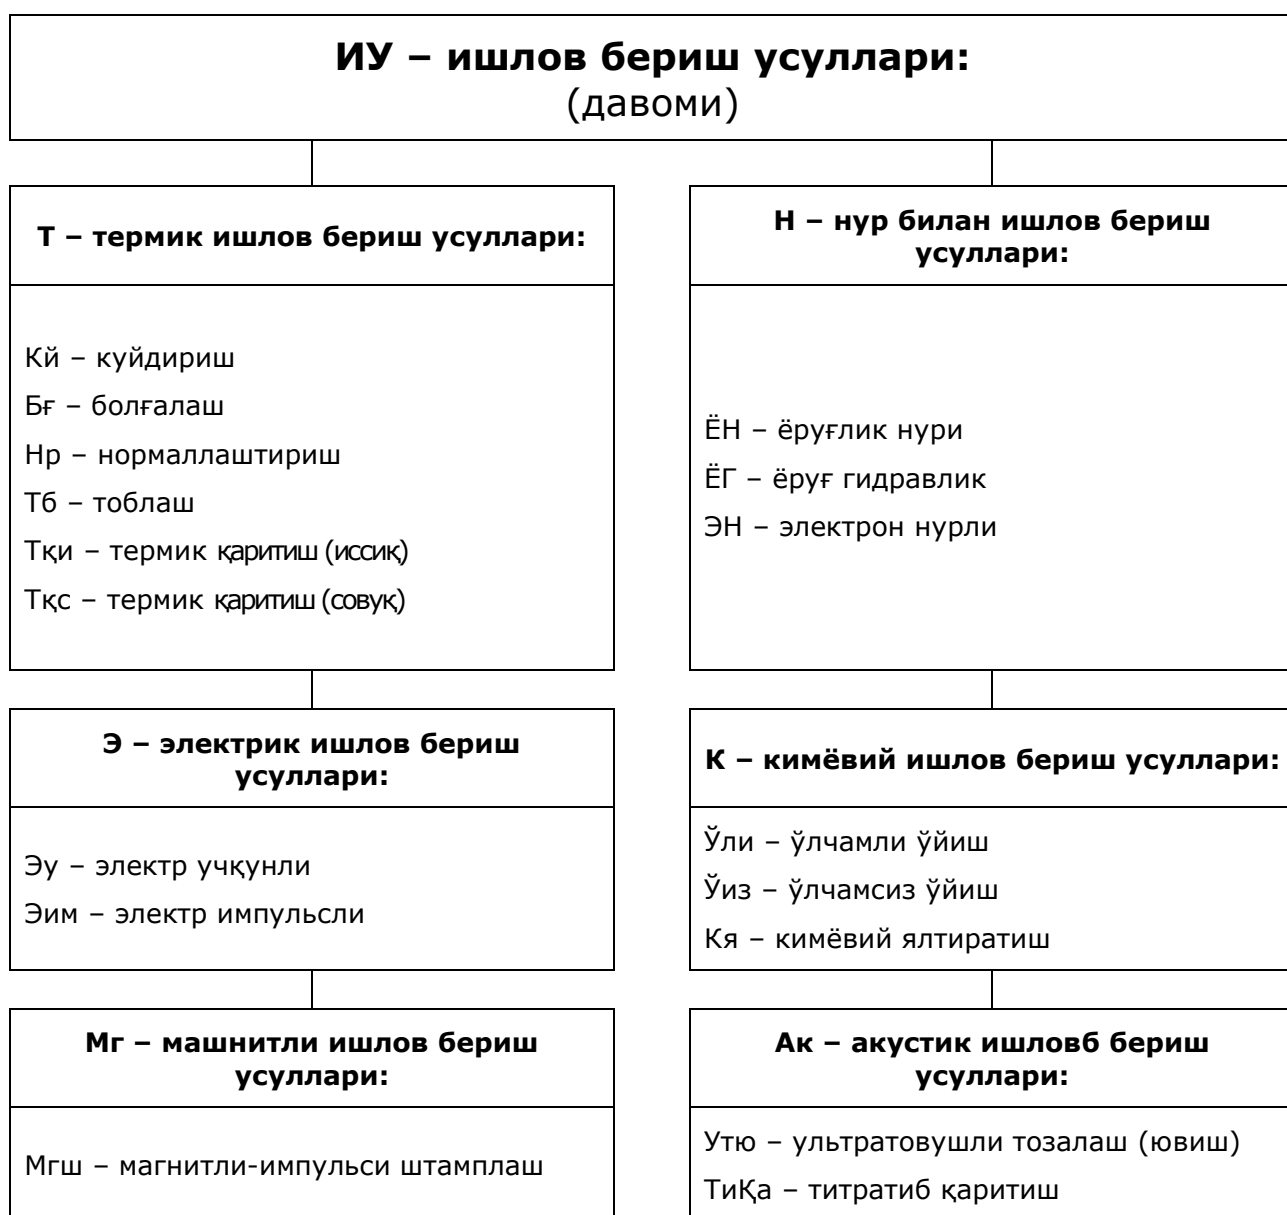 ИУ – ишлов бериш усуллари:
(давоми)
Т – термик ишлов бериш усуллари:
Кй – куйдириш
Бғ – болғалаш
Нр – нормаллаштириш
Тб – тоблаш
Тқи – термик қаритиш (иссиқ)
Тқс – термик қаритиш (совуқ)
Н – нур билан ишлов бериш
усуллари:
ЁН – ёруғлик нури
ЁГ – ёруғ гидравлик
ЭН – электрон нурли
Э – электрик ишлов бериш
усуллари:
Эу – электр учқунли
Эим – электр импульсли
К – кимёвий ишлов бериш усуллари:
Ўли – ўлчамли ўйиш
Ўиз – ўлчамсиз ўйиш
Кя – кимёвий ялтиратиш
Мг – машнитли ишлов бериш
усуллари:
Мгш – магнитли-импульси штамплаш
Ак – акустик ишловб бериш
усуллари:
Утю – ультратовушли тозалаш (ювиш)
ТиҚа – титратиб қаритиш